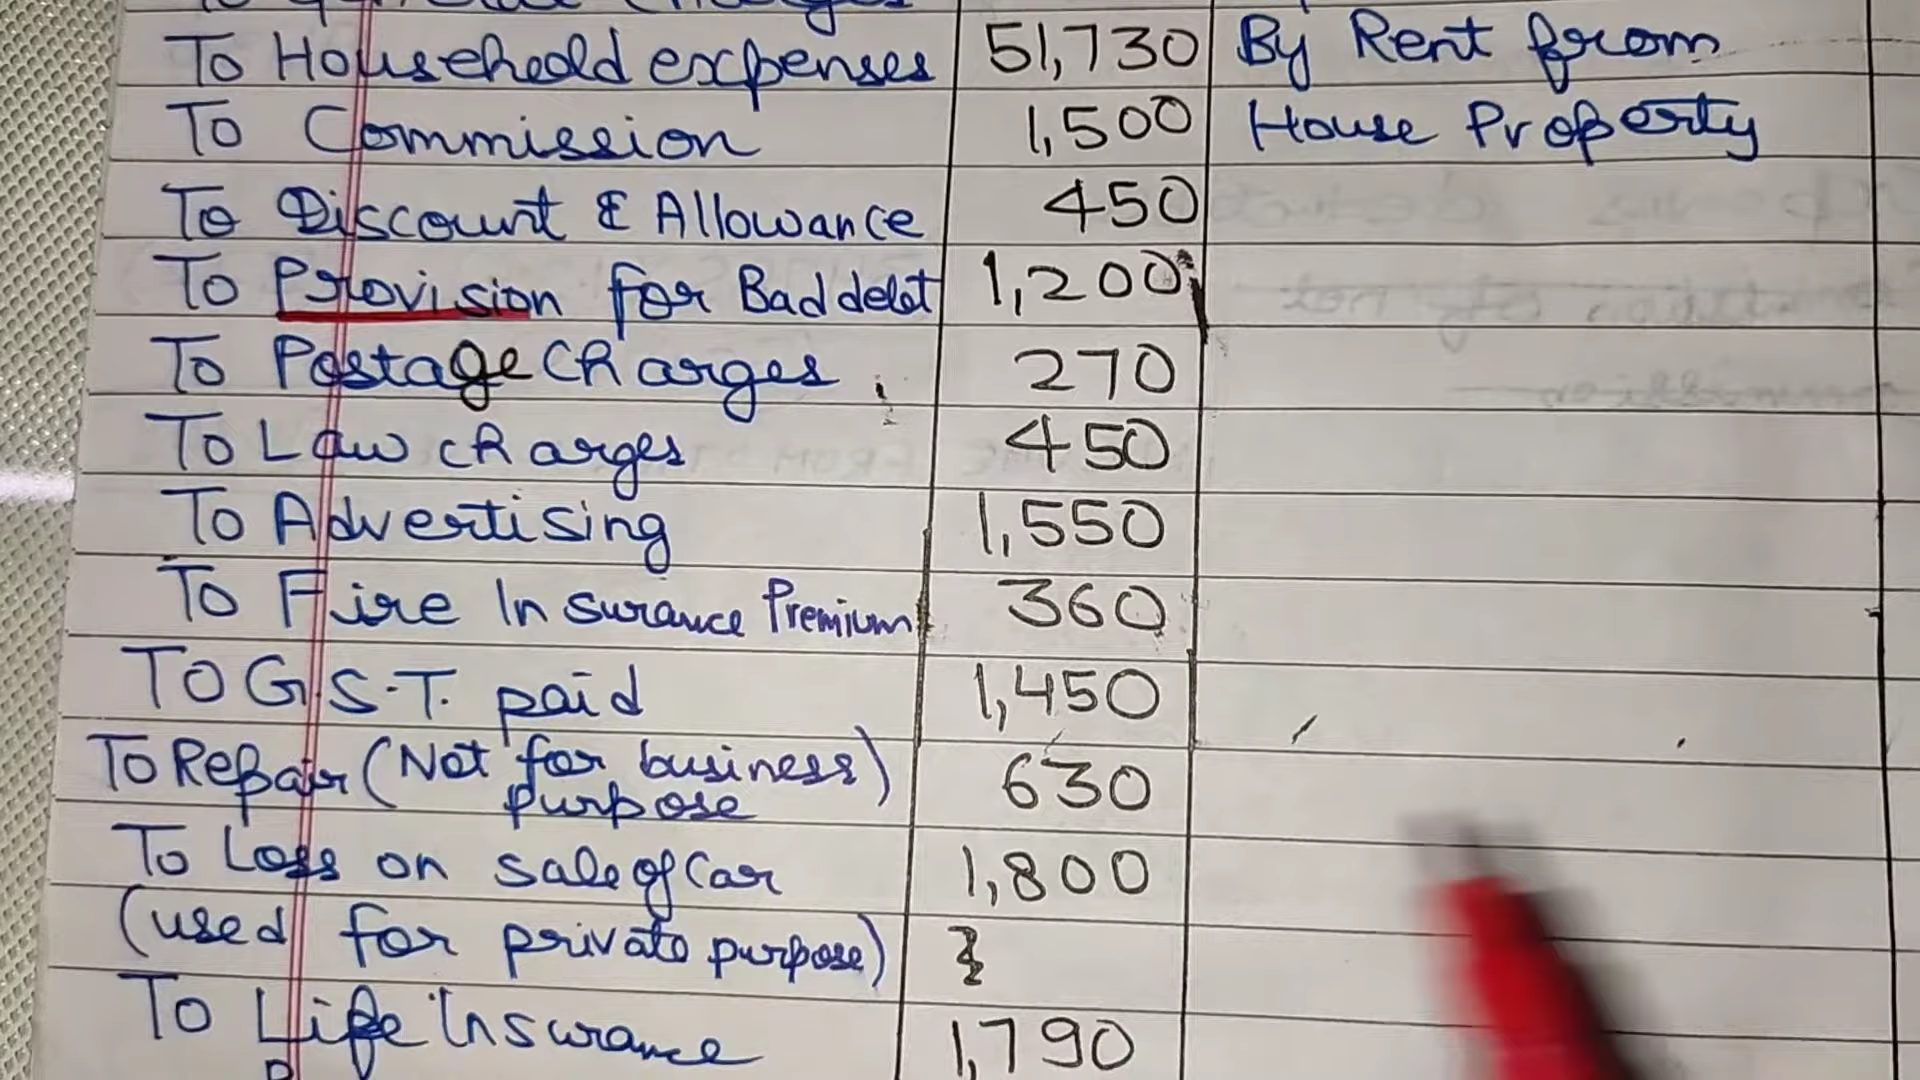 To General Charges
To Household expenses 51,730 By Rent from
To Commission 1,500 House Property
To Discount & Allowance 450
To Provision for Bad debt 1,200
To Postage Charges 270
To Law charges 450
To Advertising 1,550
To Fire Insurance Premium 360
To G.S.T. paid 1,450
To Repair (Not for business) 630
purpose
To Loss on sale of Car 1,800
(used for private purpose)
To Life Insurance 1,790